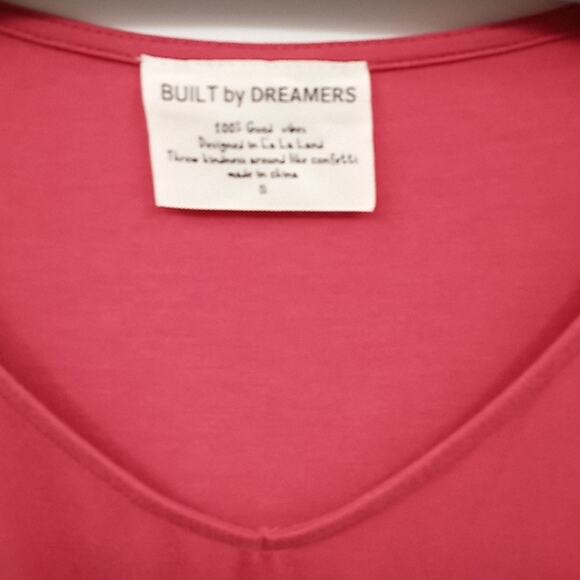 BUILT by DREAMERS
100% Good vibes
Designed in La La Land
Throw kindness around like confetti
made in china
S